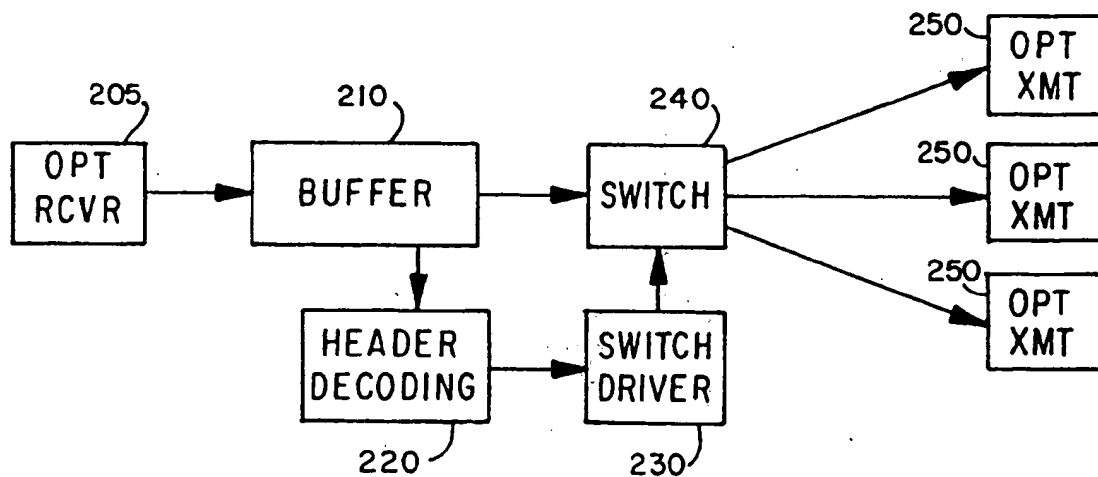 250
OPT
XMT
205
210
240
OPT
RCVR
BUFFER
SWITCH
250
OPT
XMT
250
OPT
XMT
HEADER
DECODING
SWITCH
DRIVER
220
230